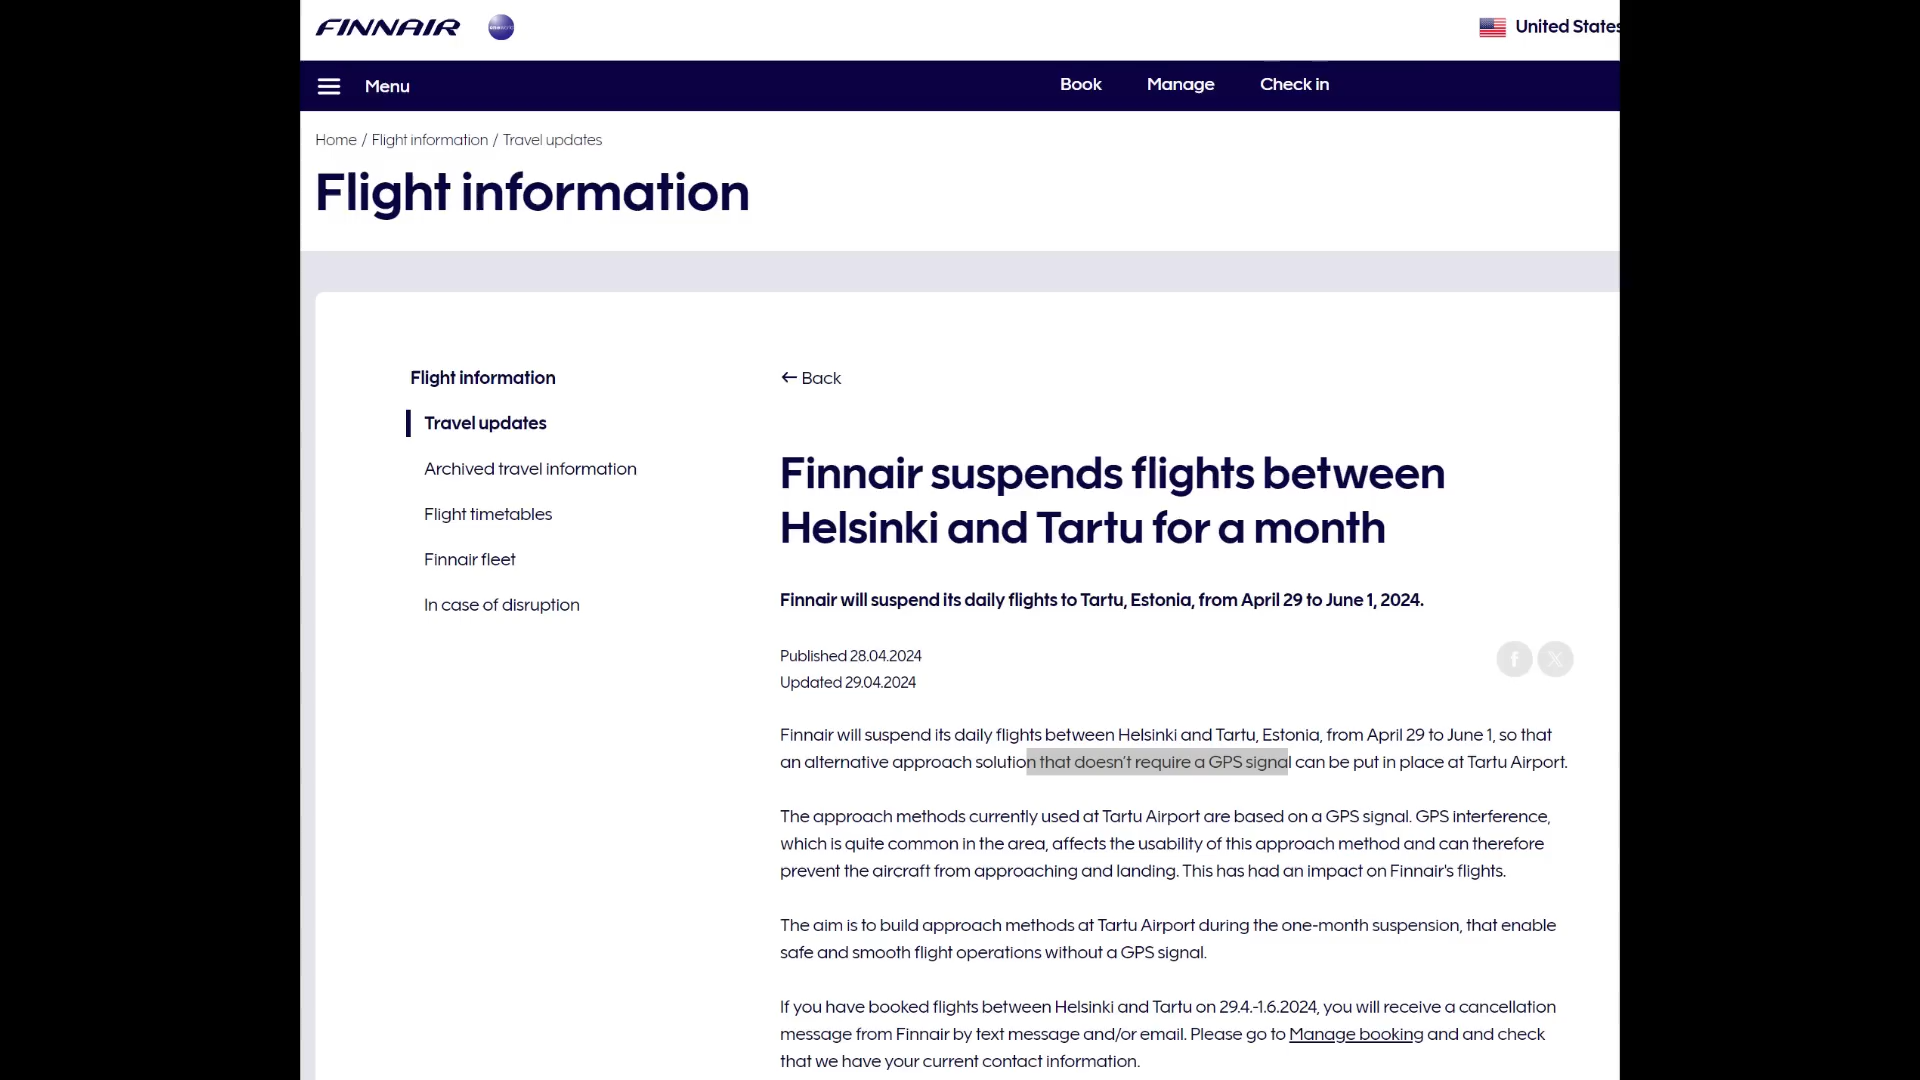 FINNAIR
United States
Menu
Book
Manage
Check in
Home / Flight information / Travel updates
Flight information
Flight information
Travel updates
Archived travel information
Flight timetables
Finnair fleet
In case of disruption
← Back
Finnair suspends flights between
Helsinki and Tartu for a month
Finnair will suspend its daily flights to Tartu, Estonia, from April 29 to June 1, 2024.
Published 28.04.2024
Updated 29.04.2024
Finnair will suspend its daily flights between Helsinki and Tartu, Estonia, from April 29 to June 1, so that
an alternative approach solution that doesn't require a GPS signal can be put in place at Tartu Airport.
The approach methods currently used at Tartu Airport are based on a GPS signal. GPS interference,
which is quite common in the area, affects the usability of this approach method and can therefore
prevent the aircraft from approaching and landing. This has had an impact on Finnair's flights.
The aim is to build approach methods at Tartu Airport during the one-month suspension, that enable
safe and smooth flight operations without a GPS signal.
If you have booked flights between Helsinki and Tartu on 29.4.-1.6.2024, you will receive a cancellation
message from Finnair by text message and/or email. Please go to Manage booking and and check
that we have your current contact information.